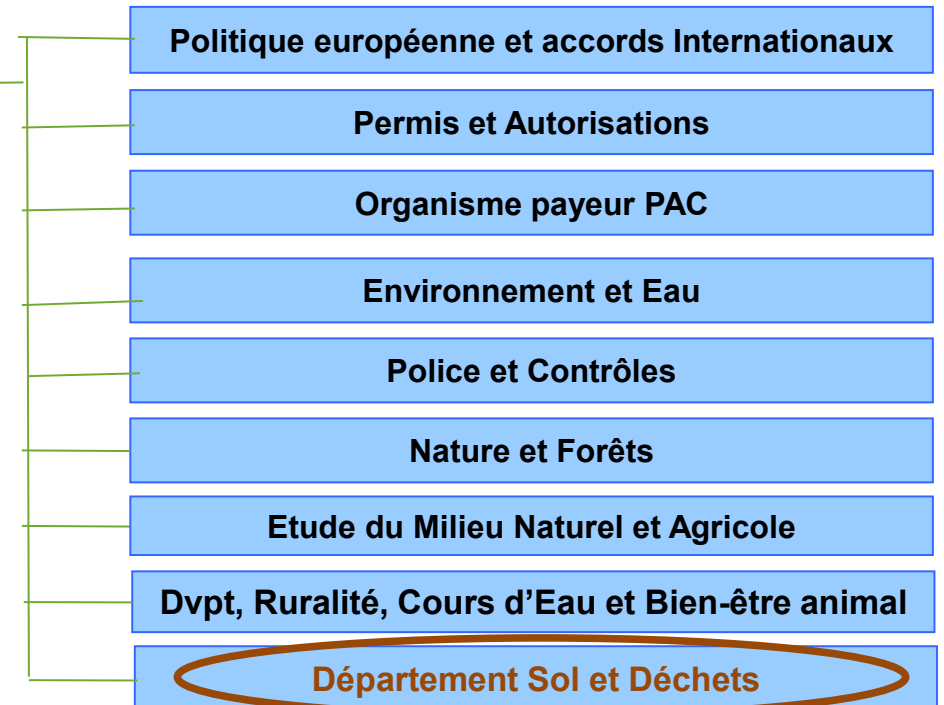 Politique européenne et accords Internationaux
Permis et Autorisations
Organisme payeur PAC
Environnement et Eau
Police et Contrôles
Nature et Forêts
Etude du Milieu Naturel et Agricole
Dvpt, Ruralité, Cours d’Eau et Bien-être animal
Département Sol et Déchets